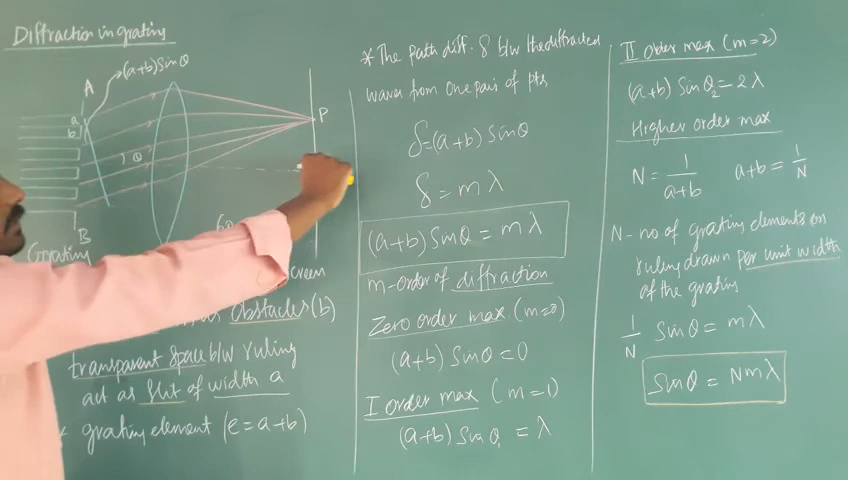 Diffraction in grating
(a+b) Sinθ
A
a
b
P
θ
B
Grating
Screen
obstacles (b)
transparent space b/w ruling
act as slit of width a
grating element (e=a+b)
* The path diff. δ b/w the diffracted
waves from one pair of pts
δ=(a+b) Sinθ
δ = mλ
(a+b) Sinθ = mλ
m-order of diffraction
Zero order max (m=0)
(a+b) Sinθ = 0
I order max (m=1)
(a+b) Sinθ₁ = λ
II order max (m=2)
(a+b) Sinθ₂ = 2λ
Higher order max
N = 1/(a+b) a+b = 1/N
N - no of grating elements on
ruling drawn per unit width
of the grating
1/N Sinθ = mλ
Sinθ = Nmλ